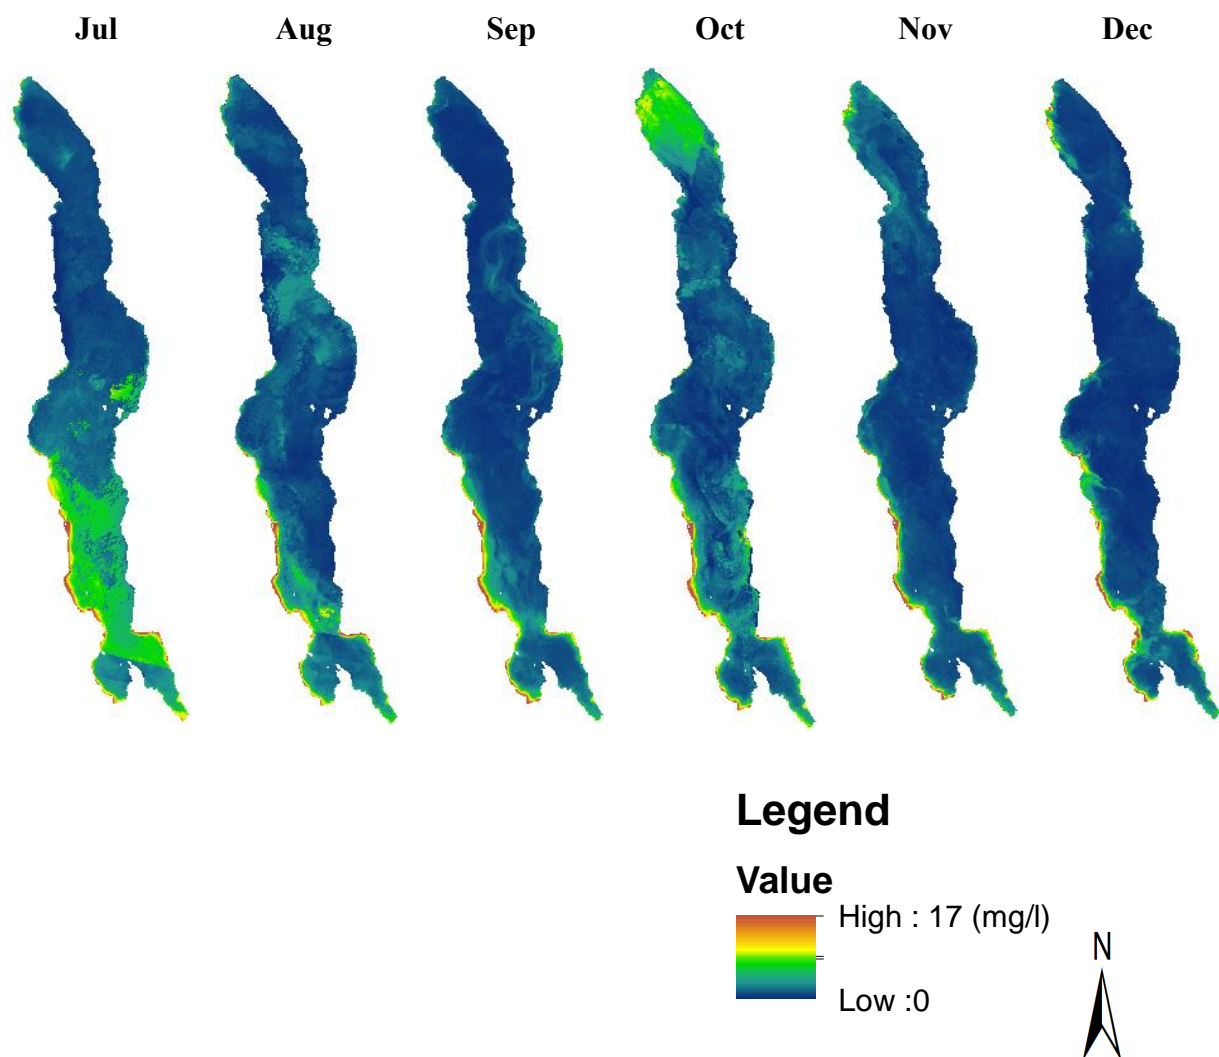 Jul Aug Sep Oct Nov Dec
Legend
Value
High : 17 (mg/l)
Low :0
N